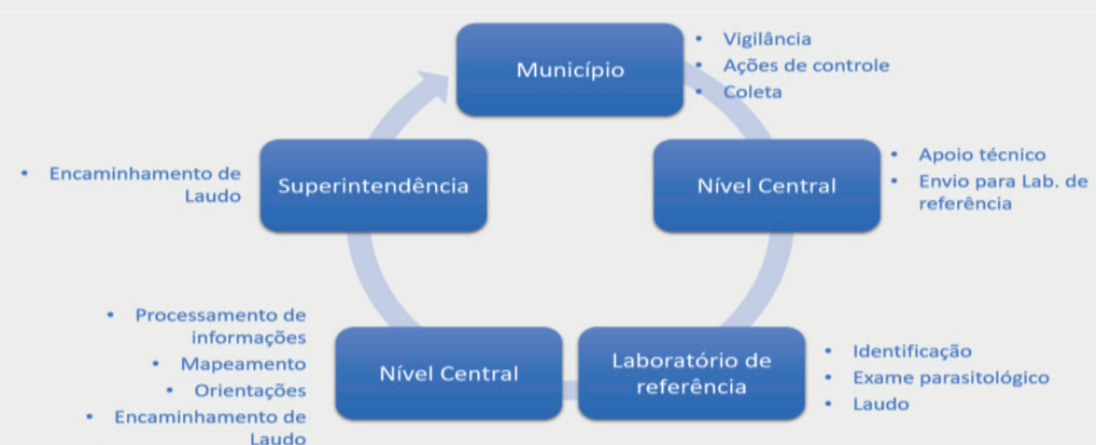 Município
• Vigilância
• Ações de controle
• Coleta
Nível Central
• Apoio técnico
• Envio para Lab. de
referência
Laboratório de
referência
• Identificação
• Exame parasitológico
• Laudo
Nível Central
• Processamento de
informações
• Mapeamento
• Orientações
• Encaminhamento de
Laudo
Superintendência
• Encaminhamento de
Laudo